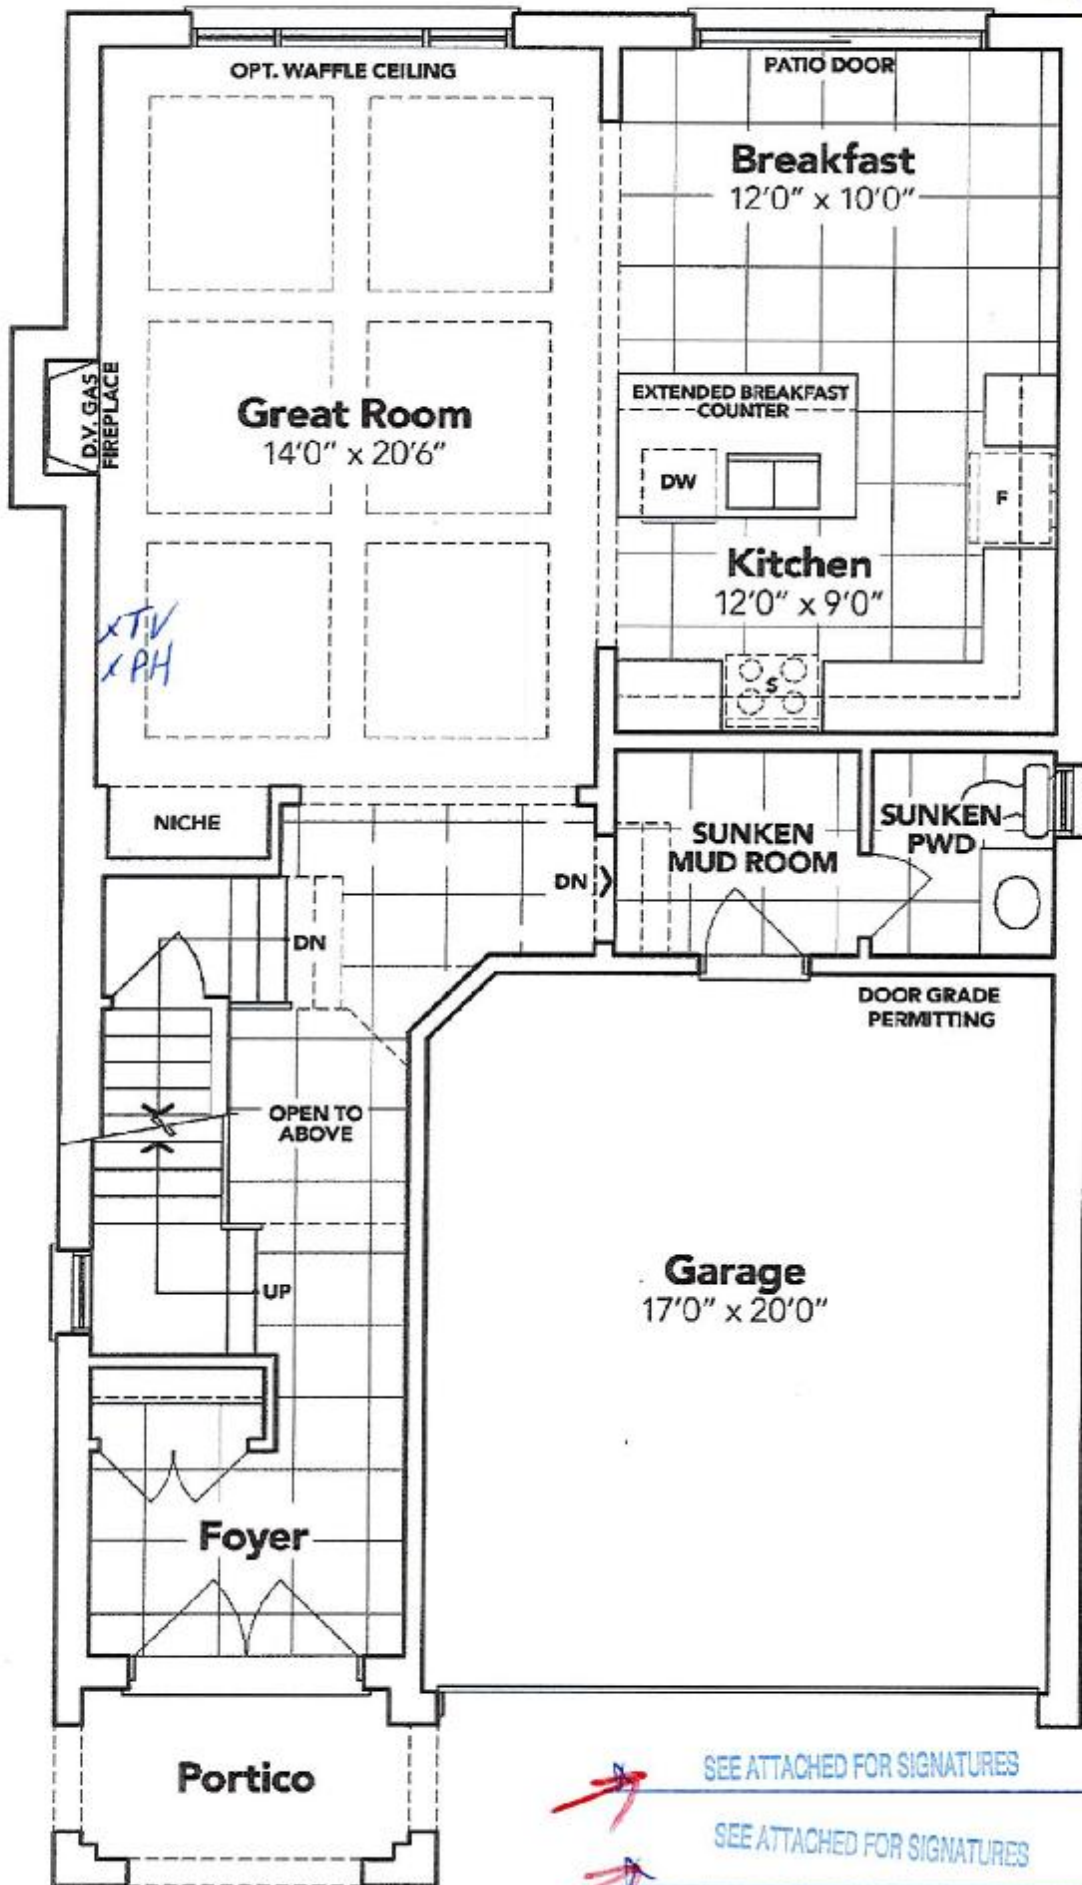 OPT. WAFFLE CEILING
PATIO DOOR
Breakfast
12'0" x 10'0"
D.V. GAS
FIREPLACE
Great Room
14'0" x 20'6"
EXTENDED BREAKFAST
COUNTER
DW
F
Kitchen
12'0" x 9'0"
xTV
xPH
S
NICHE
SUNKEN
MUD ROOM
SUNKEN
PWD
DN
DN
DOOR GRADE
PERMITTING
OPEN TO
ABOVE
UP
Garage
17'0" x 20'0"
Foyer
Portico
SEE ATTACHED FOR SIGNATURES
SEE ATTACHED FOR SIGNATURES